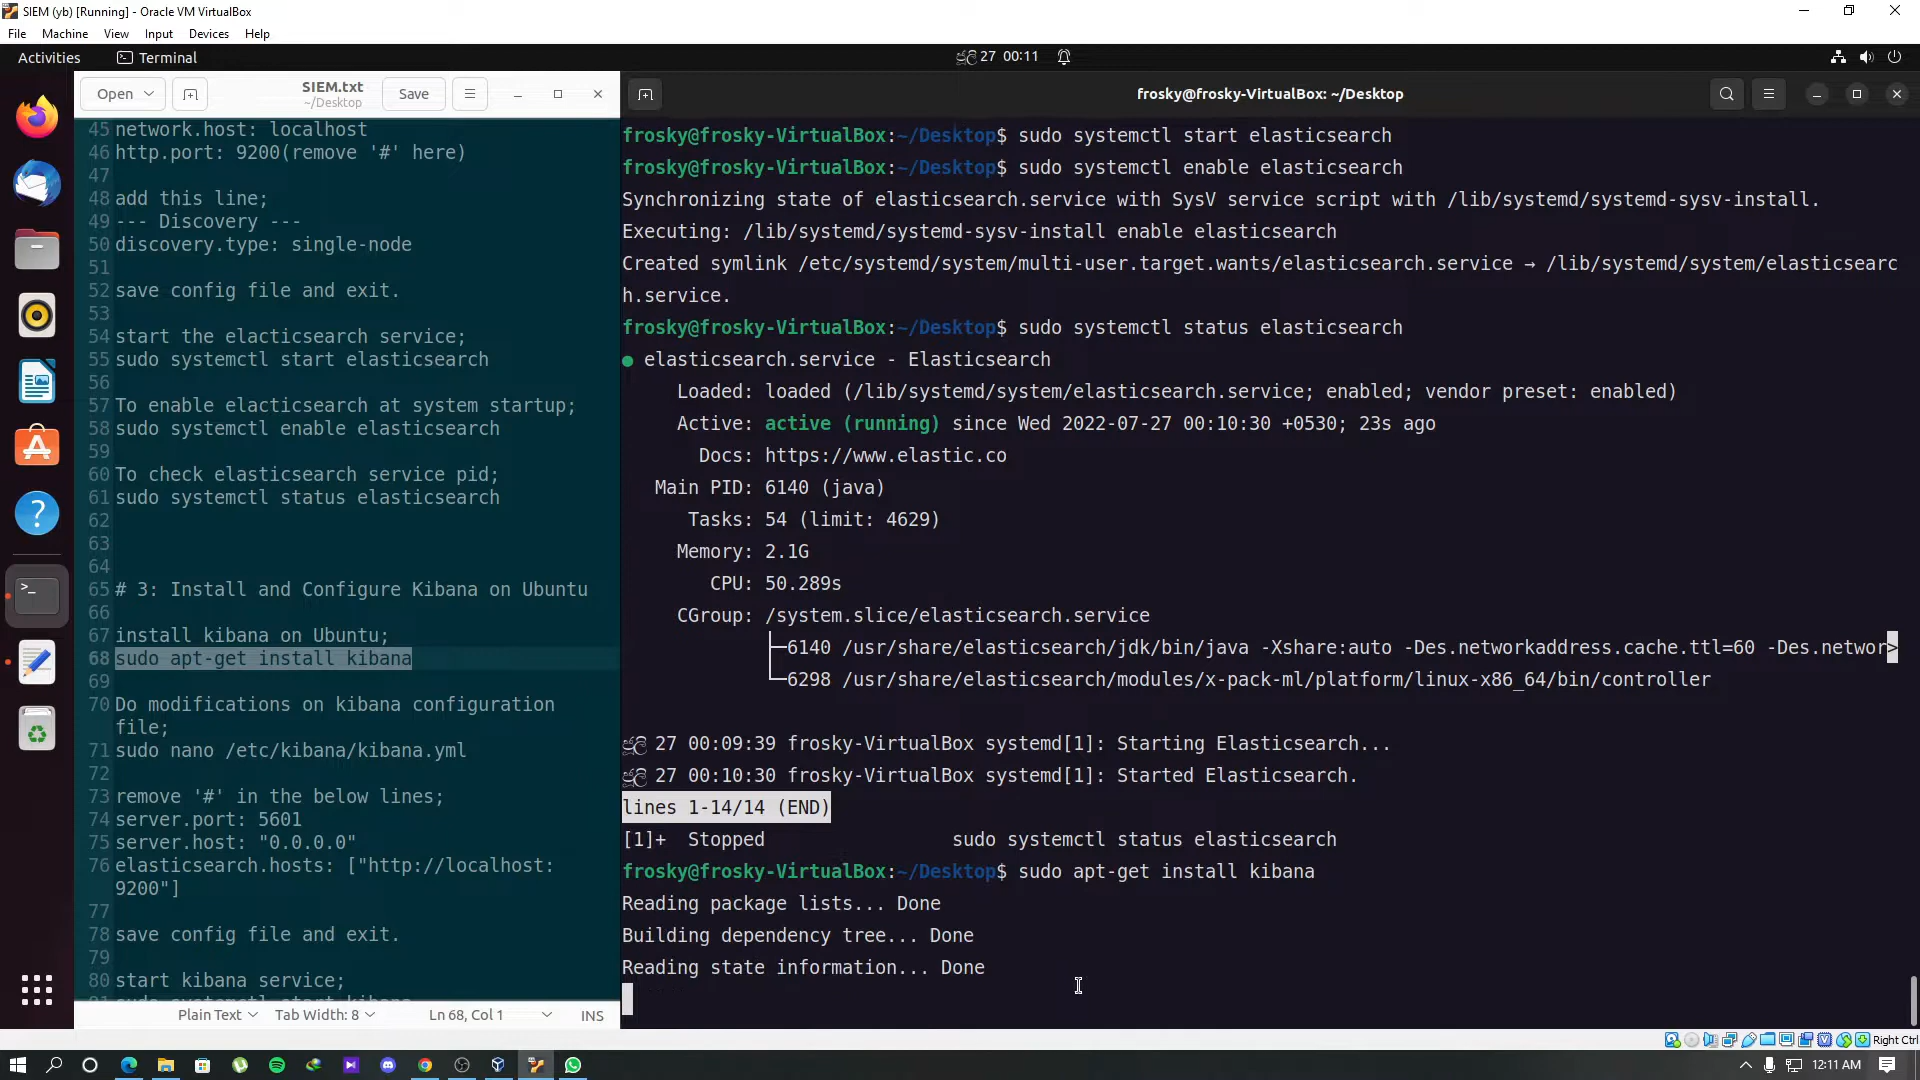 SIEM (yb) [Running] - Oracle VM VirtualBox
File Machine View Input Devices Help
Activities Terminal
ජූලි 27 00:11
Open
SIEM.txt
~/Desktop
Save
45 network.host: localhost
46 http.port: 9200(remove '#' here)
47
48 add this line;
49 --- Discovery ---
50 discovery.type: single-node
51
52 save config file and exit.
53
54 start the elacticsearch service;
55 sudo systemctl start elasticsearch
56
57 To enable elacticsearch at system startup;
58 sudo systemctl enable elasticsearch
59
60 To check elasticsearch service pid;
61 sudo systemctl status elasticsearch
62
63
64
65 # 3: Install and Configure Kibana on Ubuntu
66
67 install kibana on Ubuntu;
68 sudo apt-get install kibana
69
70 Do modifications on kibana configuration
file;
71 sudo nano /etc/kibana/kibana.yml
72
73 remove '#' in the below lines;
74 server.port: 5601
75 server.host: "0.0.0.0"
76 elasticsearch.hosts: ["http://localhost:
9200"]
77
78 save config file and exit.
79
80 start kibana service;
81 sudo systemctl start kibana
Plain Text Tab Width: 8 Ln 68, Col 1 INS
frosky@frosky-VirtualBox: ~/Desktop
frosky@frosky-VirtualBox:~/Desktop$ sudo systemctl start elasticsearch
frosky@frosky-VirtualBox:~/Desktop$ sudo systemctl enable elasticsearch
Synchronizing state of elasticsearch.service with SysV service script with /lib/systemd/systemd-sysv-install.
Executing: /lib/systemd/systemd-sysv-install enable elasticsearch
Created symlink /etc/systemd/system/multi-user.target.wants/elasticsearch.service → /lib/systemd/system/elasticsearc
h.service.
frosky@frosky-VirtualBox:~/Desktop$ sudo systemctl status elasticsearch
● elasticsearch.service - Elasticsearch
Loaded: loaded (/lib/systemd/system/elasticsearch.service; enabled; vendor preset: enabled)
Active: active (running) since Wed 2022-07-27 00:10:30 +0530; 23s ago
Docs: https://www.elastic.co
Main PID: 6140 (java)
Tasks: 54 (limit: 4629)
Memory: 2.1G
CPU: 50.289s
CGroup: /system.slice/elasticsearch.service
├─6140 /usr/share/elasticsearch/jdk/bin/java -Xshare:auto -Des.networkaddress.cache.ttl=60 -Des.networ>
└─6298 /usr/share/elasticsearch/modules/x-pack-ml/platform/linux-x86_64/bin/controller
ජූලි 27 00:09:39 frosky-VirtualBox systemd[1]: Starting Elasticsearch...
ජූලි 27 00:10:30 frosky-VirtualBox systemd[1]: Started Elasticsearch.
lines 1-14/14 (END)
[1]+ Stopped sudo systemctl status elasticsearch
frosky@frosky-VirtualBox:~/Desktop$ sudo apt-get install kibana
Reading package lists... Done
Building dependency tree... Done
Reading state information... Done
Right Ctrl
12:11 AM